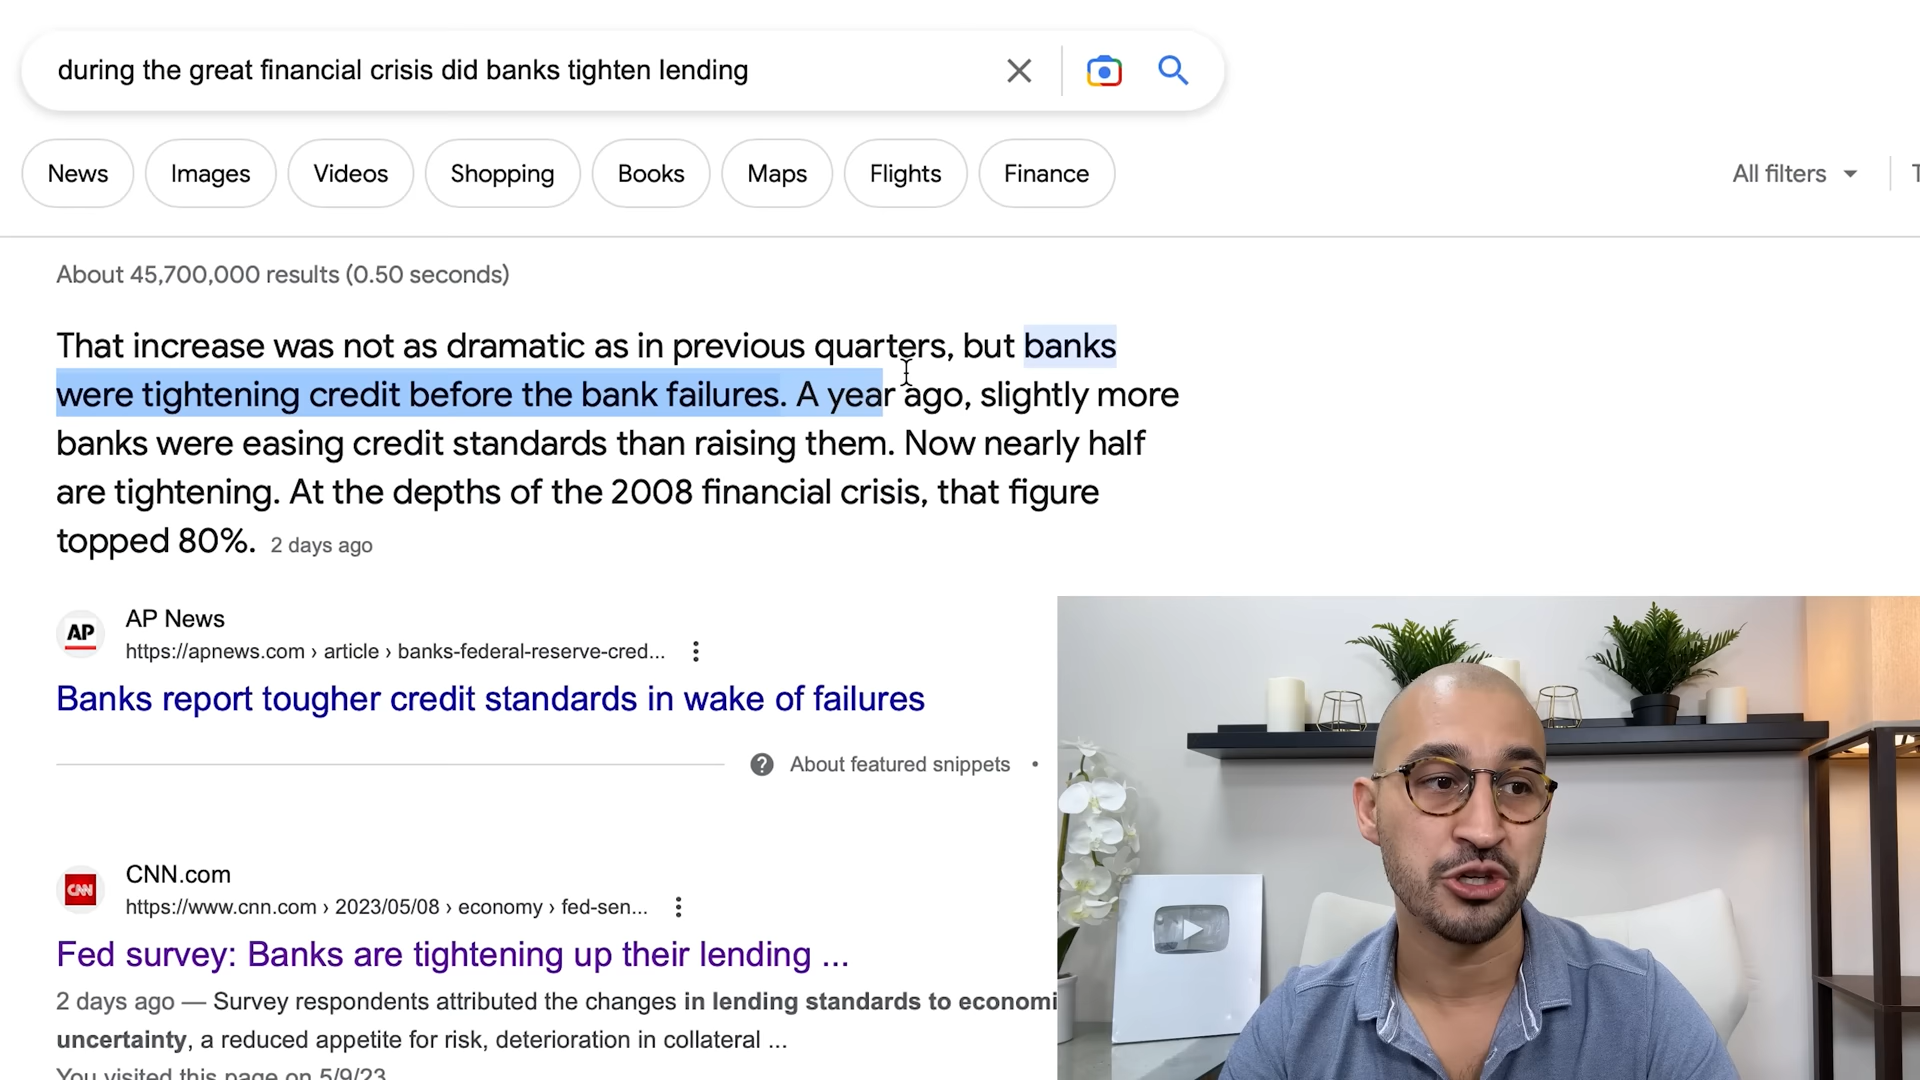 during the great financial crisis did banks tighten lending
News Images Videos Shopping Books Maps Flights Finance All filters
About 45,700,000 results (0.50 seconds)
That increase was not as dramatic as in previous quarters, but banks
were tightening credit before the bank failures. A year ago, slightly more
banks were easing credit standards than raising them. Now nearly half
are tightening. At the depths of the 2008 financial crisis, that figure
topped 80%. 2 days ago
AP
AP News
https://apnews.com › article › banks-federal-reserve-cred...
Banks report tougher credit standards in wake of failures
About featured snippets •
CNN
CNN.com
https://www.cnn.com › 2023/05/08 › economy › fed-sen...
Fed survey: Banks are tightening up their lending ...
2 days ago — Survey respondents attributed the changes in lending standards to economi
uncertainty, a reduced appetite for risk, deterioration in collateral ...
You visited this page on 5/9/23